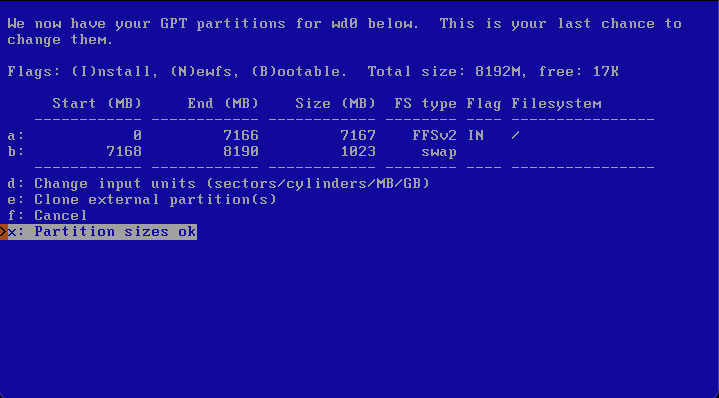 We now have your GPT partitions for wd0 below.  This is your last chance to
change them.
Flags: (I)nstall, (N)ewfs, (B)ootable.  Total size: 8192M, free: 17K
Start (MB)     End (MB)    Size (MB)  FS type Flag Filesystem
------------ ------------ ------------ ------- ---- ----------------
a:            0         7166         7167    FFSv2 IN   /
b:         7168         8190         1023     swap
------------ ------------ ------------ ------- ---- ----------------
d: Change input units (sectors/cylinders/MB/GB)
e: Clone external partition(s)
f: Cancel
>x: Partition sizes ok